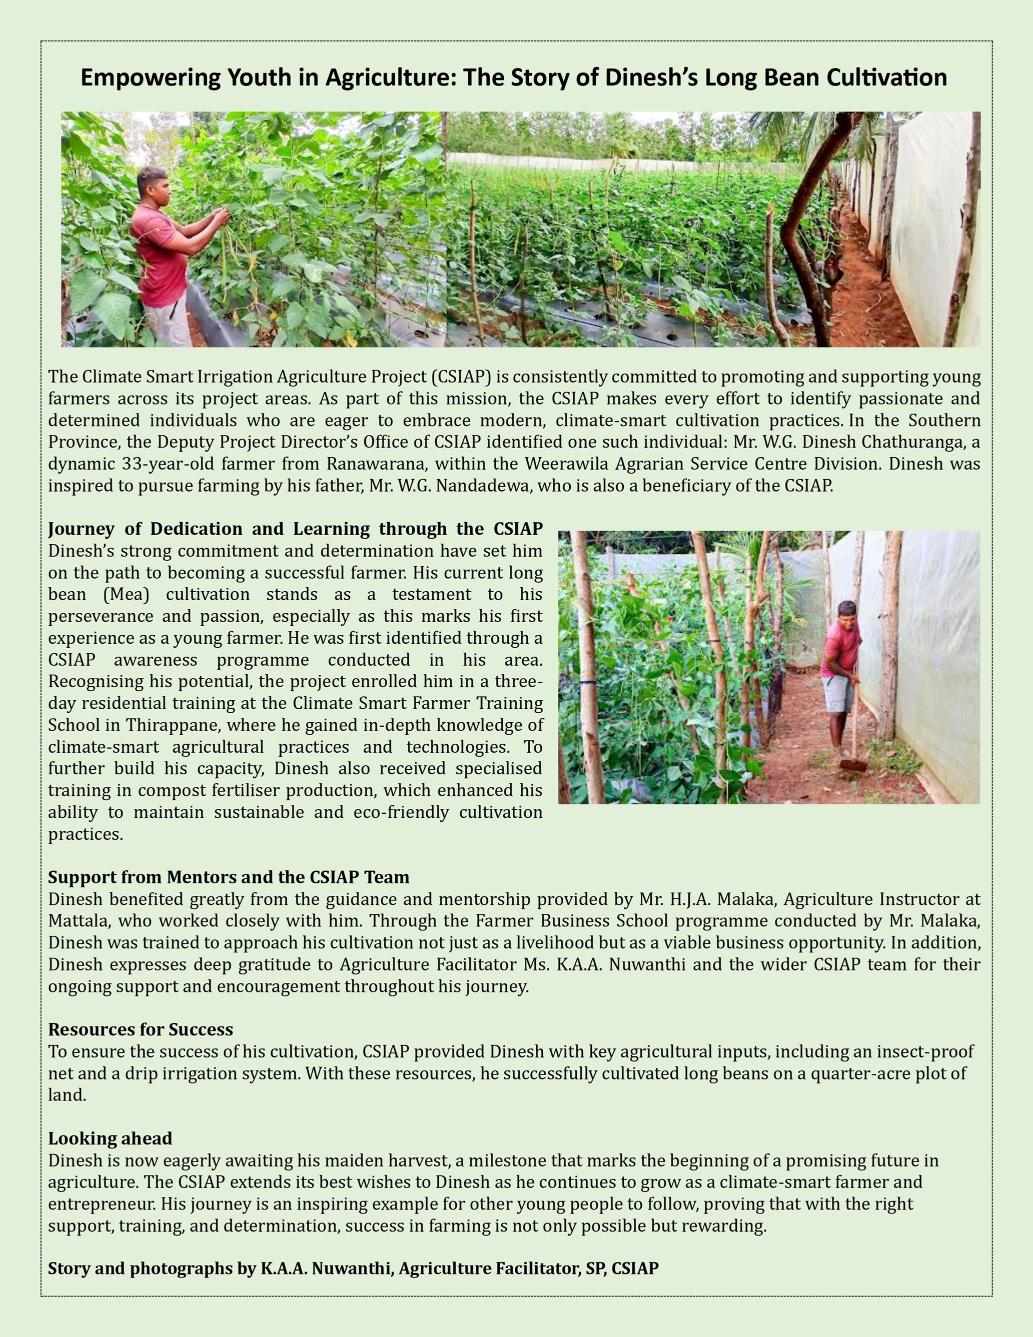 Empowering Youth in Agriculture: The Story of Dinesh’s Long Bean Cultivation
The Climate Smart Irrigation Agriculture Project (CSIAP) is consistently committed to promoting and supporting young
farmers across its project areas. As part of this mission, the CSIAP makes every effort to identify passionate and
determined individuals who are eager to embrace modern, climate-smart cultivation practices. In the Southern
Province, the Deputy Project Director’s Office of CSIAP identified one such individual: Mr. W.G. Dinesh Chathuranga, a
dynamic 33-year-old farmer from Ranawarana, within the Weerawila Agrarian Service Centre Division. Dinesh was
inspired to pursue farming by his father, Mr. W.G. Nandadewa, who is also a beneficiary of the CSIAP.
Journey of Dedication and Learning through the CSIAP
Dinesh’s strong commitment and determination have set him
on the path to becoming a successful farmer. His current long
bean (Mea) cultivation stands as a testament to his
perseverance and passion, especially as this marks his first
experience as a young farmer. He was first identified through a
CSIAP awareness programme conducted in his area.
Recognising his potential, the project enrolled him in a three-
day residential training at the Climate Smart Farmer Training
School in Thirappane, where he gained in-depth knowledge of
climate-smart agricultural practices and technologies. To
further build his capacity, Dinesh also received specialised
training in compost fertiliser production, which enhanced his
ability to maintain sustainable and eco-friendly cultivation
practices.
Support from Mentors and the CSIAP Team
Dinesh benefited greatly from the guidance and mentorship provided by Mr. H.J.A. Malaka, Agriculture Instructor at
Mattala, who worked closely with him. Through the Farmer Business School programme conducted by Mr. Malaka,
Dinesh was trained to approach his cultivation not just as a livelihood but as a viable business opportunity. In addition,
Dinesh expresses deep gratitude to Agriculture Facilitator Ms. K.A.A. Nuwanthi and the wider CSIAP team for their
ongoing support and encouragement throughout his journey.
Resources for Success
To ensure the success of his cultivation, CSIAP provided Dinesh with key agricultural inputs, including an insect-proof
net and a drip irrigation system. With these resources, he successfully cultivated long beans on a quarter-acre plot of
land.
Looking ahead
Dinesh is now eagerly awaiting his maiden harvest, a milestone that marks the beginning of a promising future in
agriculture. The CSIAP extends its best wishes to Dinesh as he continues to grow as a climate-smart farmer and
entrepreneur. His journey is an inspiring example for other young people to follow, proving that with the right
support, training, and determination, success in farming is not only possible but rewarding.
Story and photographs by K.A.A. Nuwanthi, Agriculture Facilitator, SP, CSIAP